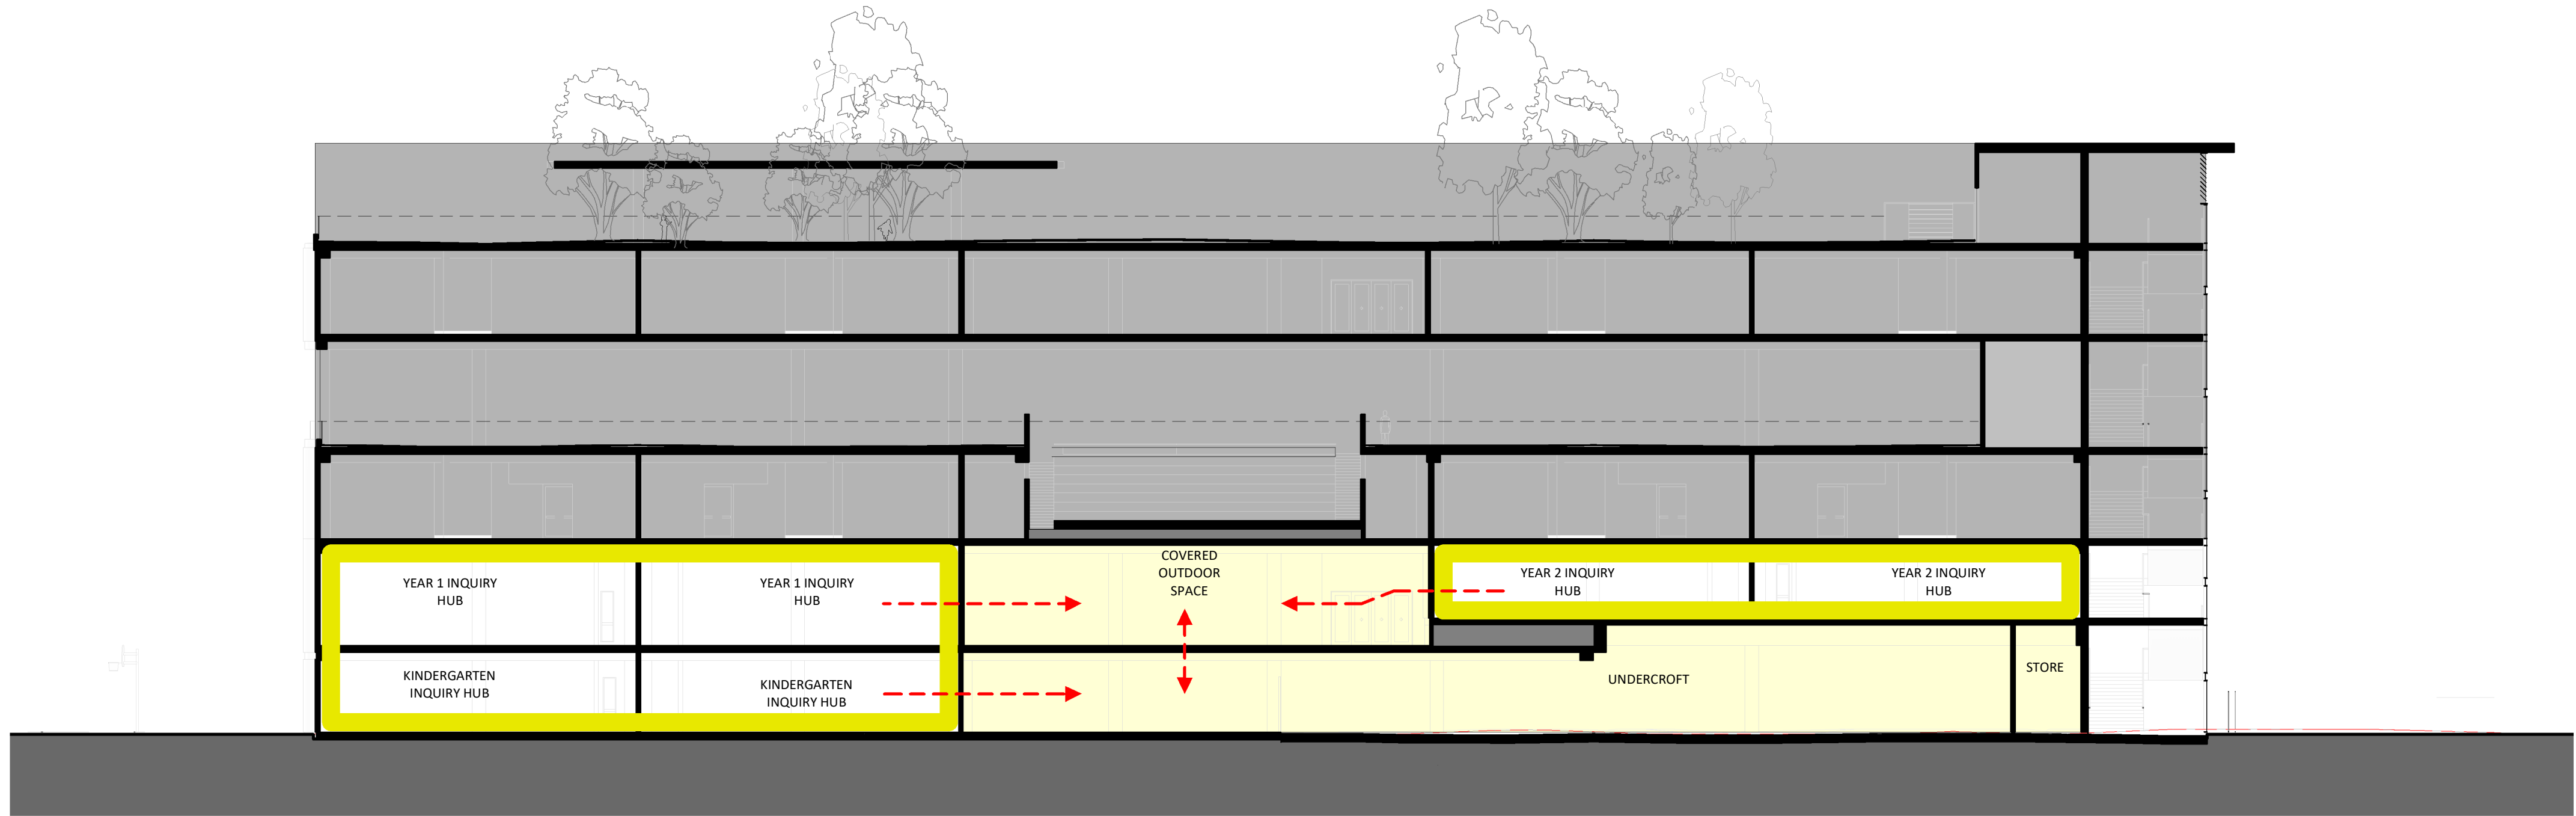 YEAR 1 INQUIRY
HUB
YEAR 1 INQUIRY
HUB
COVERED
OUTDOOR
SPACE
YEAR 2 INQUIRY
HUB
YEAR 2 INQUIRY
HUB
KINDERGARTEN
INQUIRY HUB
KINDERGARTEN
INQUIRY HUB
UNDERCROFT
STORE